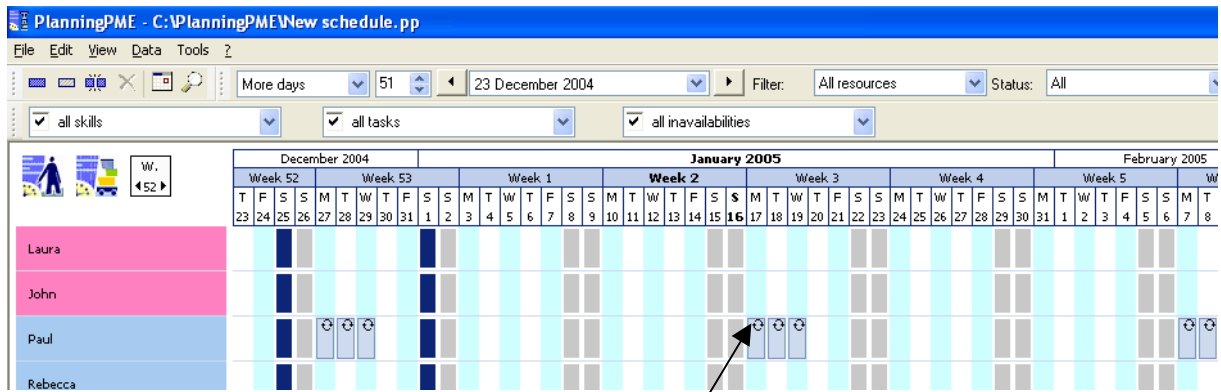 PlanningPME - C:\PlanningPME\New schedule.pp
File Edit View Data Tools ?
More days 51 23 December 2004 Filter: All resources Status: All
all skills all tasks all inavailabilities
W.
52
December 2004 January 2005 February 2005
Week 52 Week 53 Week 1 Week 2 Week 3 Week 4 Week 5 W
T F S S M T W T F S S M T W T F S S M T W T F S S M T W T F S S M T W T F S S M T W T F S S M T
23 24 25 26 27 28 29 30 31 1 2 3 4 5 6 7 8 9 10 11 12 13 14 15 16 17 18 19 20 21 22 23 24 25 26 27 28 29 30 31 1 2 3 4 5 6 7 8
Laura
John
Paul
Rebecca